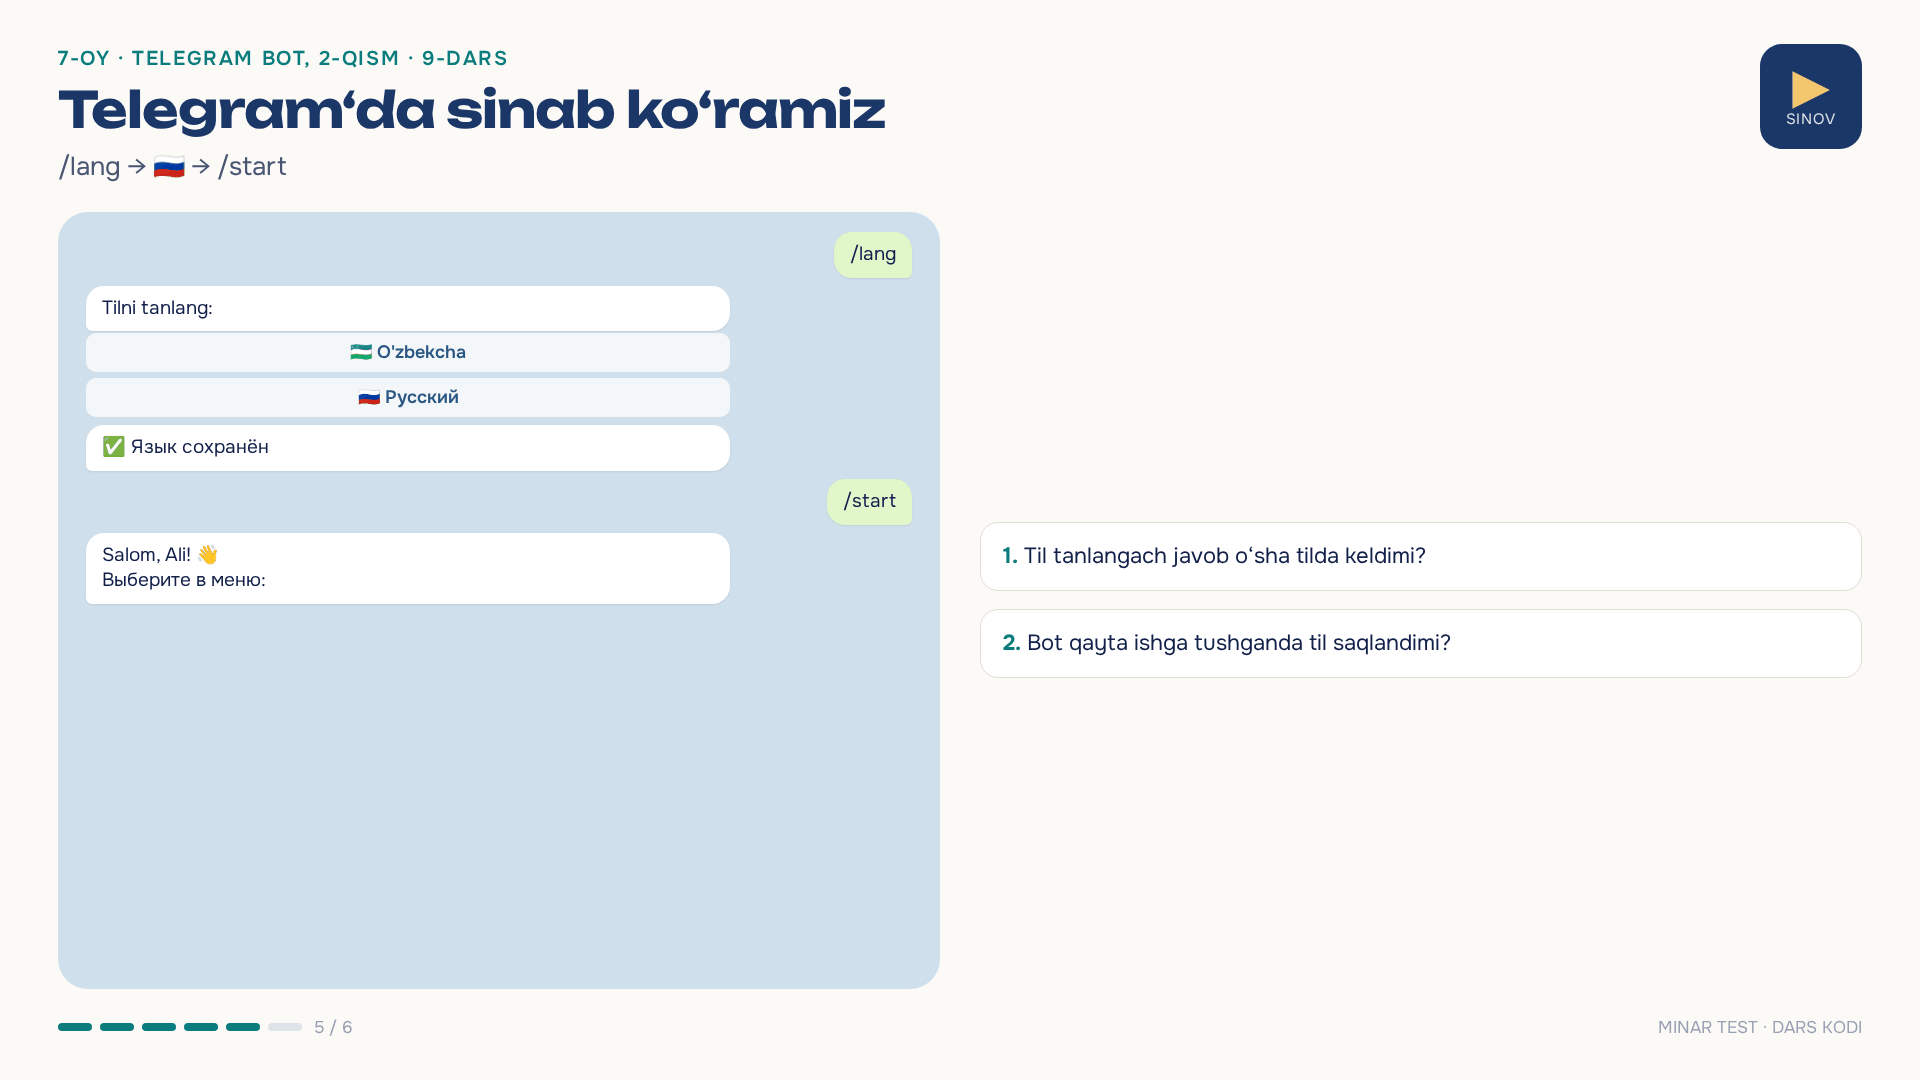 7-OY · TELEGRAM BOT, 2-QISM · 9-DARS
Telegram‘da sinab ko‘ramiz
/lang → 🇷🇺 → /start
SINOV
/lang
Tilni tanlang:
🇺🇿 O'zbekcha
🇷🇺 Русский
✅ Язык сохранён
/start
Salom, Ali! 👋
Выберите в меню:
1. Til tanlangach javob o‘sha tilda keldimi?
2. Bot qayta ishga tushganda til saqlandimi?
5 / 6
MINAR TEST · DARS KODI